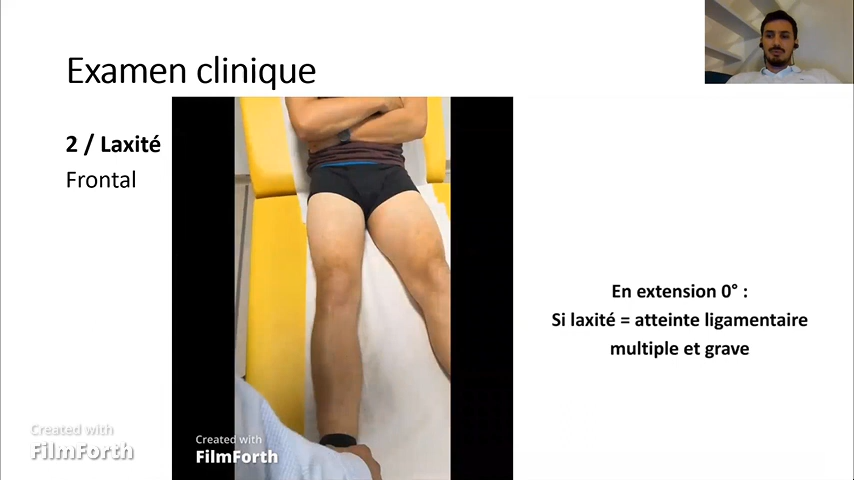 Examen clinique
2 / Laxité
Frontal
En extension 0° :
Si laxité = atteinte ligamentaire
multiple et grave
Created with
FilmForth
Created with
FilmForth